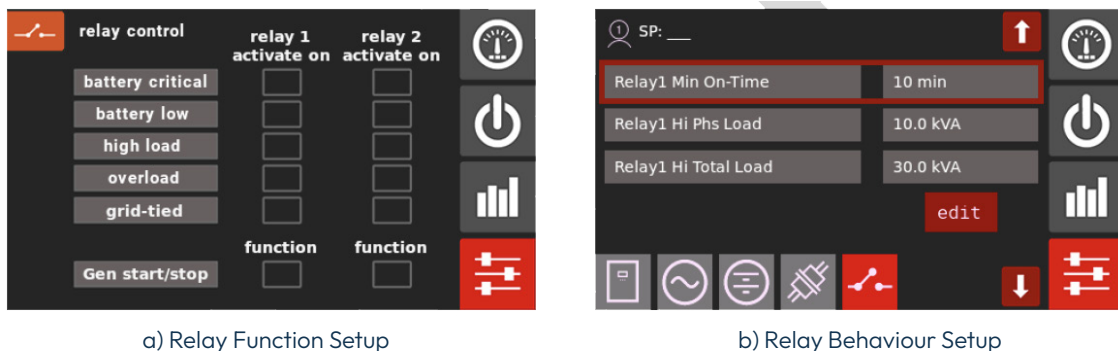 relay control
relay 1 relay 2
activate on activate on
battery critical
battery low
high load
overload
grid-tied
function function
Gen start/stop
a) Relay Function Setup
1 SP: __
Relay1 Min On-Time 10 min
Relay1 Hi Phs Load 10.0 kVA
Relay1 Hi Total Load 30.0 kVA
edit
b) Relay Behaviour Setup